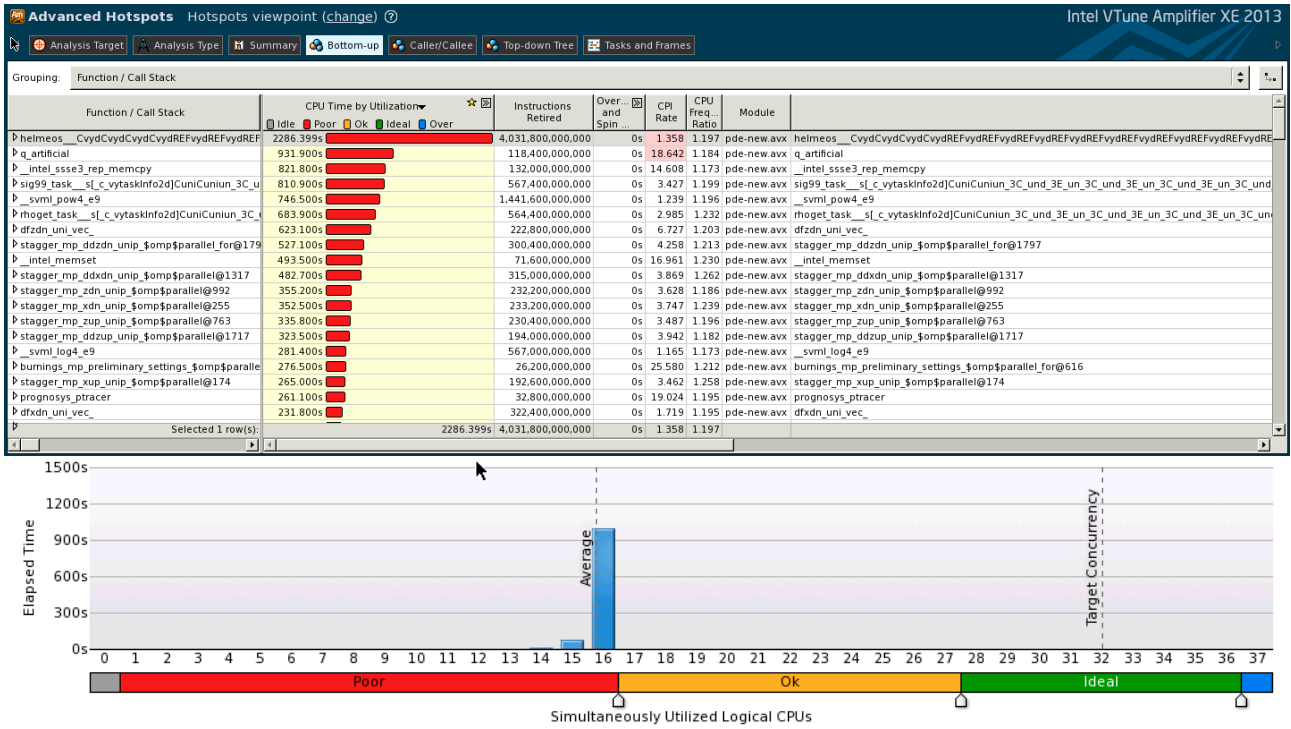 Advanced Hotspots Hotspots viewpoint (change) ? Intel VTune Amplifier XE 2013
Analysis Target Analysis Type Summary Bottom-up Caller/Callee Top-down Tree Tasks and Frames
Grouping: Function / Call Stack
Function / Call Stack CPU Time by Utilization Idle Poor Ok Ideal Over Instructions Retired Over... and Spin ... CPI Rate CPU Freq... Ratio Module
helmeos___CvydCvydCvydCvydREFvydREF 2286.399s 4,031,800,000,000 0s 1.358 1.197 pde-new.avx helmeos___CvydCvydCvydCvydREFvydREFvydREFvydREFvydREFvydREFvydREFvydREFvydREFvydRE
q_artificial 931.900s 118,400,000,000 0s 18.642 1.184 pde-new.avx q_artificial
__intel_ssse3_rep_memcpy 821.800s 132,000,000,000 0s 14.608 1.173 pde-new.avx __intel_ssse3_rep_memcpy
sig99_task__s[_c_vytaskInfo2d]CuniCuniun_3C_u 810.900s 567,400,000,000 0s 3.427 1.199 pde-new.avx sig99_task__s[_c_vytaskInfo2d]CuniCuniun_3C_und_3E_un_3C_und_3E_un_3C_und_3E_un_3C_und_
__svml_pow4_e9 746.500s 1,441,600,000,000 0s 1.239 1.196 pde-new.avx __svml_pow4_e9
rhoget_task__s[_c_vytaskInfo2d]CuniCuniun_3C_ 683.900s 564,400,000,000 0s 2.985 1.232 pde-new.avx rhoget_task__s[_c_vytaskInfo2d]CuniCuniun_3C_und_3E_un_3C_und_3E_un_3C_und_3E_un_3C_un
dfzdn_uni_vec_ 623.100s 222,800,000,000 0s 6.727 1.203 pde-new.avx dfzdn_uni_vec_
stagger_mp_ddzdn_unip_$omp$parallel_for@179 527.100s 300,400,000,000 0s 4.258 1.213 pde-new.avx stagger_mp_ddzdn_unip_$omp$parallel_for@1797
__intel_memset 493.500s 71,600,000,000 0s 16.961 1.230 pde-new.avx __intel_memset
stagger_mp_ddxdn_unip_$omp$parallel@1317 482.700s 315,000,000,000 0s 3.869 1.262 pde-new.avx stagger_mp_ddxdn_unip_$omp$parallel@1317
stagger_mp_zdn_unip_$omp$parallel@992 355.200s 232,200,000,000 0s 3.628 1.186 pde-new.avx stagger_mp_zdn_unip_$omp$parallel@992
stagger_mp_xdn_unip_$omp$parallel@255 352.500s 233,200,000,000 0s 3.747 1.239 pde-new.avx stagger_mp_xdn_unip_$omp$parallel@255
stagger_mp_zup_unip_$omp$parallel@763 335.800s 230,400,000,000 0s 3.487 1.196 pde-new.avx stagger_mp_zup_unip_$omp$parallel@763
stagger_mp_ddzup_unip_$omp$parallel@1717 323.500s 194,000,000,000 0s 3.942 1.182 pde-new.avx stagger_mp_ddzup_unip_$omp$parallel@1717
__svml_log4_e9 281.400s 567,000,000,000 0s 1.165 1.173 pde-new.avx __svml_log4_e9
burnings_mp_preliminary_settings_$omp$paralle 276.500s 26,200,000,000 0s 25.580 1.212 pde-new.avx burnings_mp_preliminary_settings_$omp$parallel_for@616
stagger_mp_xup_unip_$omp$parallel@174 265.000s 192,600,000,000 0s 3.462 1.258 pde-new.avx stagger_mp_xup_unip_$omp$parallel@174
prognosys_ptracer 261.100s 32,800,000,000 0s 19.024 1.195 pde-new.avx prognosys_ptracer
dfxdn_uni_vec_ 231.800s 322,400,000,000 0s 1.719 1.195 pde-new.avx dfxdn_uni_vec_
Selected 1 row(s): 2286.399s 4,031,800,000,000 0s 1.358 1.197
1500s
1200s
900s
600s
300s
0s
Elapsed Time
Average
Target Concurrency
0 1 2 3 4 5 6 7 8 9 10 11 12 13 14 15 16 17 18 19 20 21 22 23 24 25 26 27 28 29 30 31 32 33 34 35 36 37
Poor Ok Ideal
Simultaneously Utilized Logical CPUs